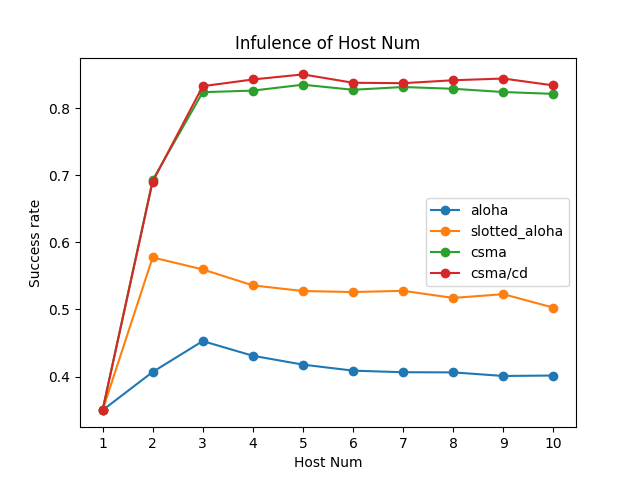 Infulence of Host Num
Success rate
0.8
0.7
0.6
0.5
0.4
aloha
slotted_aloha
csma
csma/cd
1 2 3 4 5 6 7 8 9 10
Host Num